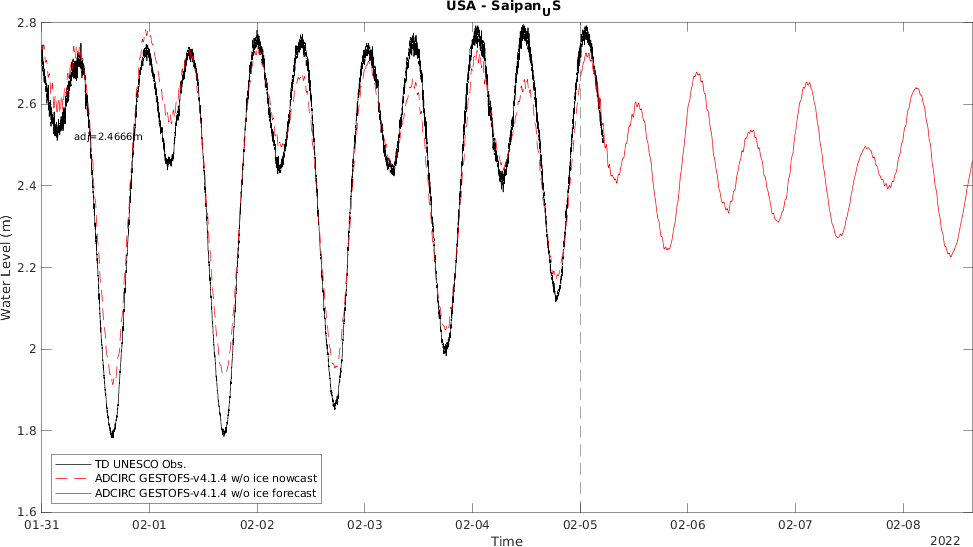 USA - SaipanUS
2.8
2.6
2.4
2.2
2
1.8
1.6
Water Level (m)
adj=2.4666m
TD UNESCO Obs.
ADCIRC GESTOFS-v4.1.4 w/o ice nowcast
ADCIRC GESTOFS-v4.1.4 w/o ice forecast
01-31 02-01 02-02 02-03 02-04 02-05 02-06 02-07 02-08
Time
2022